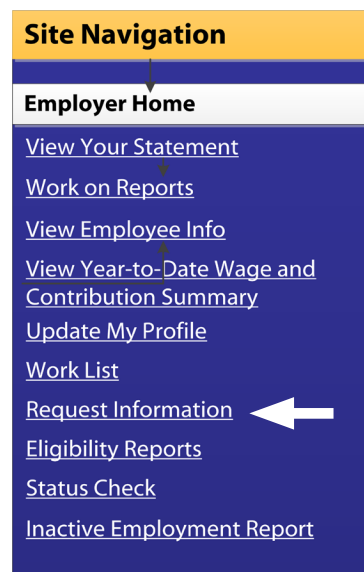 Site Navigation
Employer Home
View Your Statement
Work on Reports
View Employee Info
View Year-to-Date Wage and
Contribution Summary
Update My Profile
Work List
Request Information
Eligibility Reports
Status Check
Inactive Employment Report